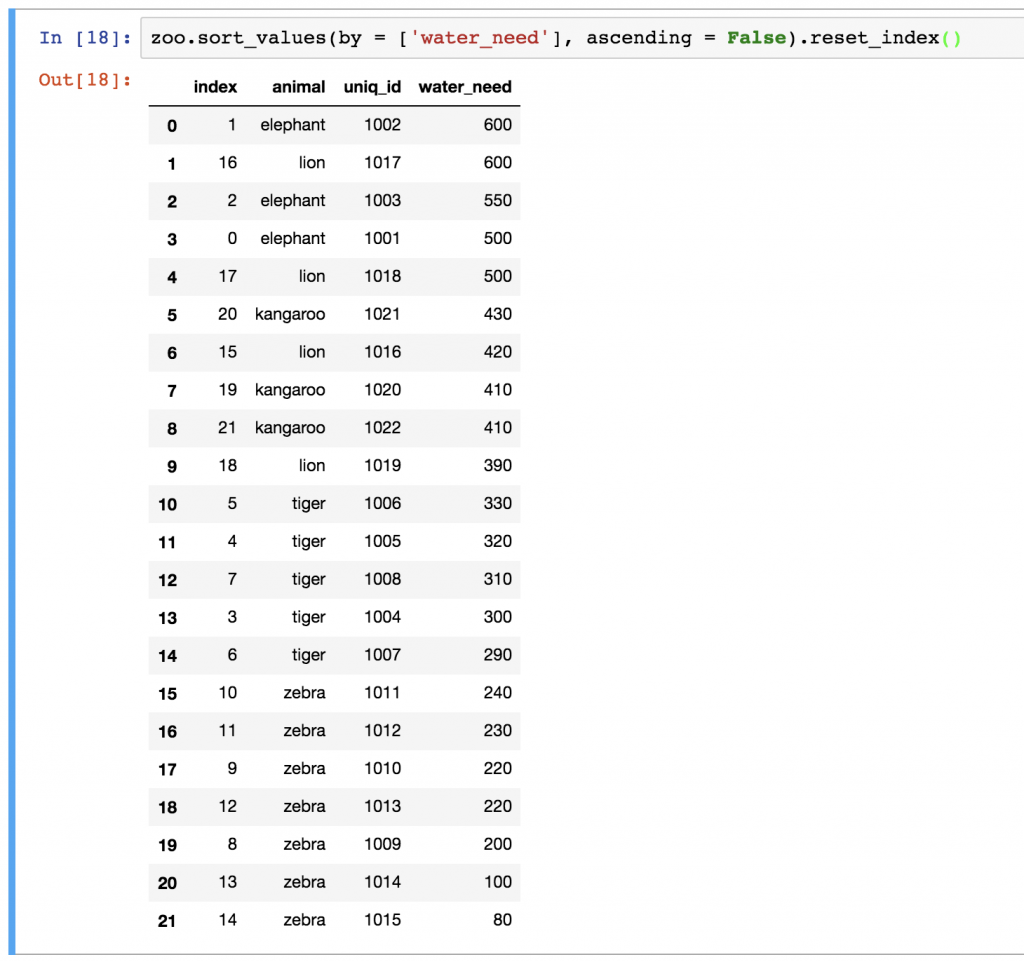 In [18]: zoo.sort_values(by = ['water_need'], ascending = False).reset_index()
Out[18]:
index animal uniq_id water_need
0 1 elephant 1002 600
1 16 lion 1017 600
2 2 elephant 1003 550
3 0 elephant 1001 500
4 17 lion 1018 500
5 20 kangaroo 1021 430
6 15 lion 1016 420
7 19 kangaroo 1020 410
8 21 kangaroo 1022 410
9 18 lion 1019 390
10 5 tiger 1006 330
11 4 tiger 1005 320
12 7 tiger 1008 310
13 3 tiger 1004 300
14 6 tiger 1007 290
15 10 zebra 1011 240
16 11 zebra 1012 230
17 9 zebra 1010 220
18 12 zebra 1013 220
19 8 zebra 1009 200
20 13 zebra 1014 100
21 14 zebra 1015 80